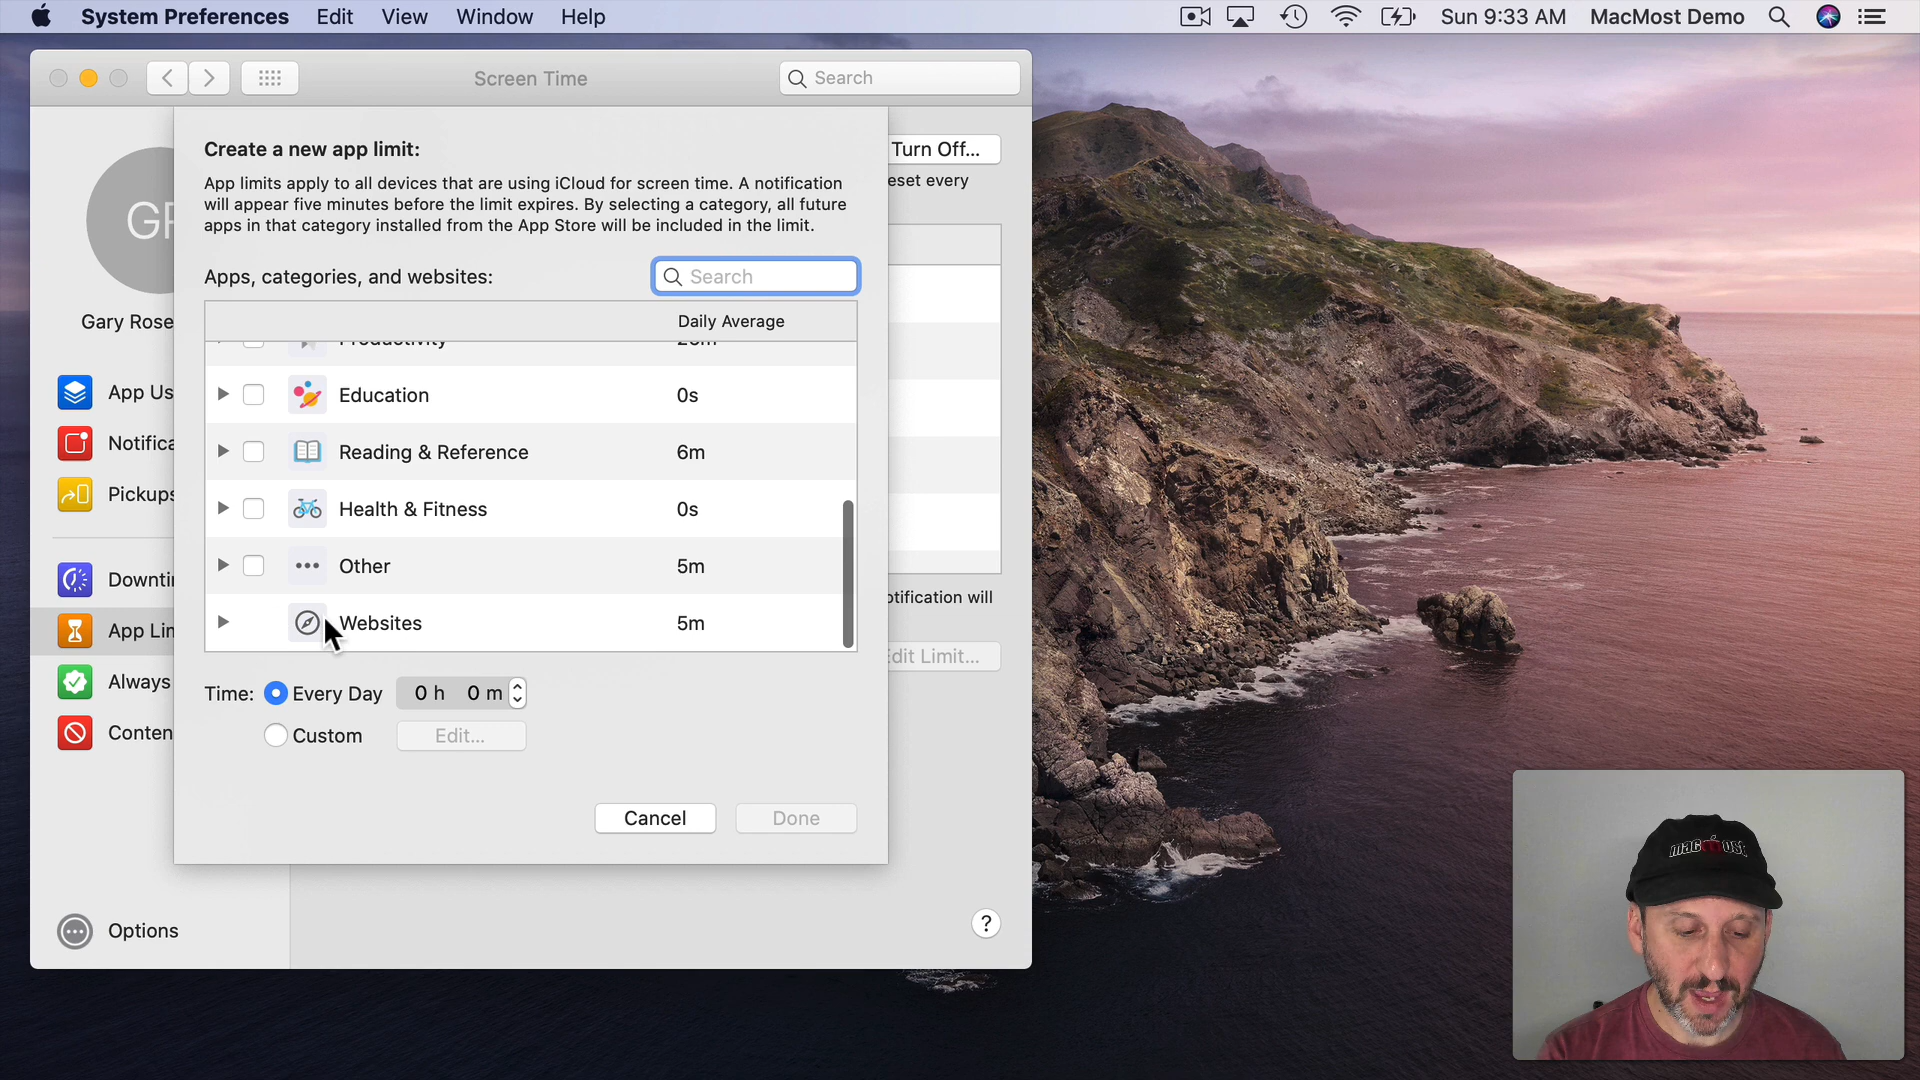 System Preferences Edit View Window Help Sun 9:33 AM MacMost Demo
Screen Time
Search
Create a new app limit:
Turn Off...
App limits apply to all devices that are using iCloud for screen time. A notification
will appear five minutes before the limit expires. By selecting a category, all future
apps in that category installed from the App Store will be included in the limit.
eset every
GR
Apps, categories, and websites:
Search
Gary Rose
Daily Average
Productivity
Education 0s
Reading & Reference 6m
Health & Fitness 0s
Other 5m
Websites 5m
App Us
Notifica
Pickups
Downti
App Lim
Always
Conten
otification will
Edit Limit...
Time: Every Day 0 h 0 m
Custom Edit...
Cancel Done
Options
?
macmost